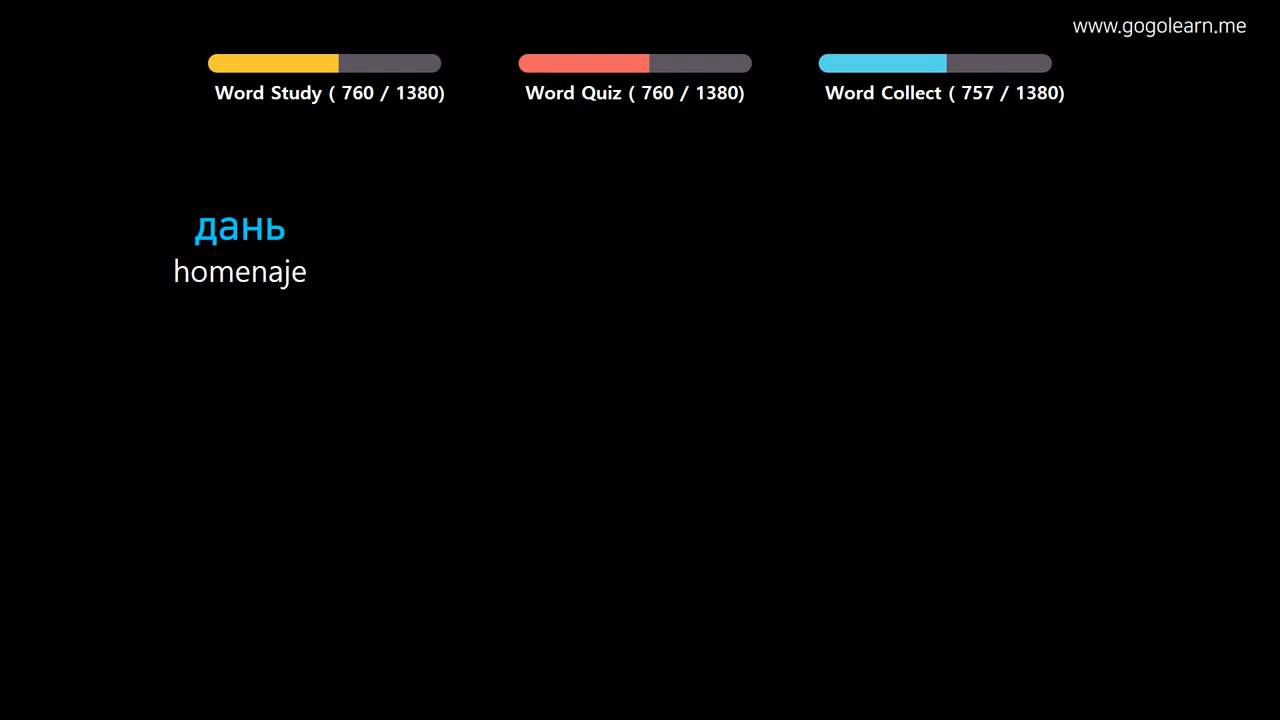 www.gogolearn.me
Word Study ( 760 / 1380)
Word Quiz ( 760 / 1380)
Word Collect ( 757 / 1380)
дань
homenaje